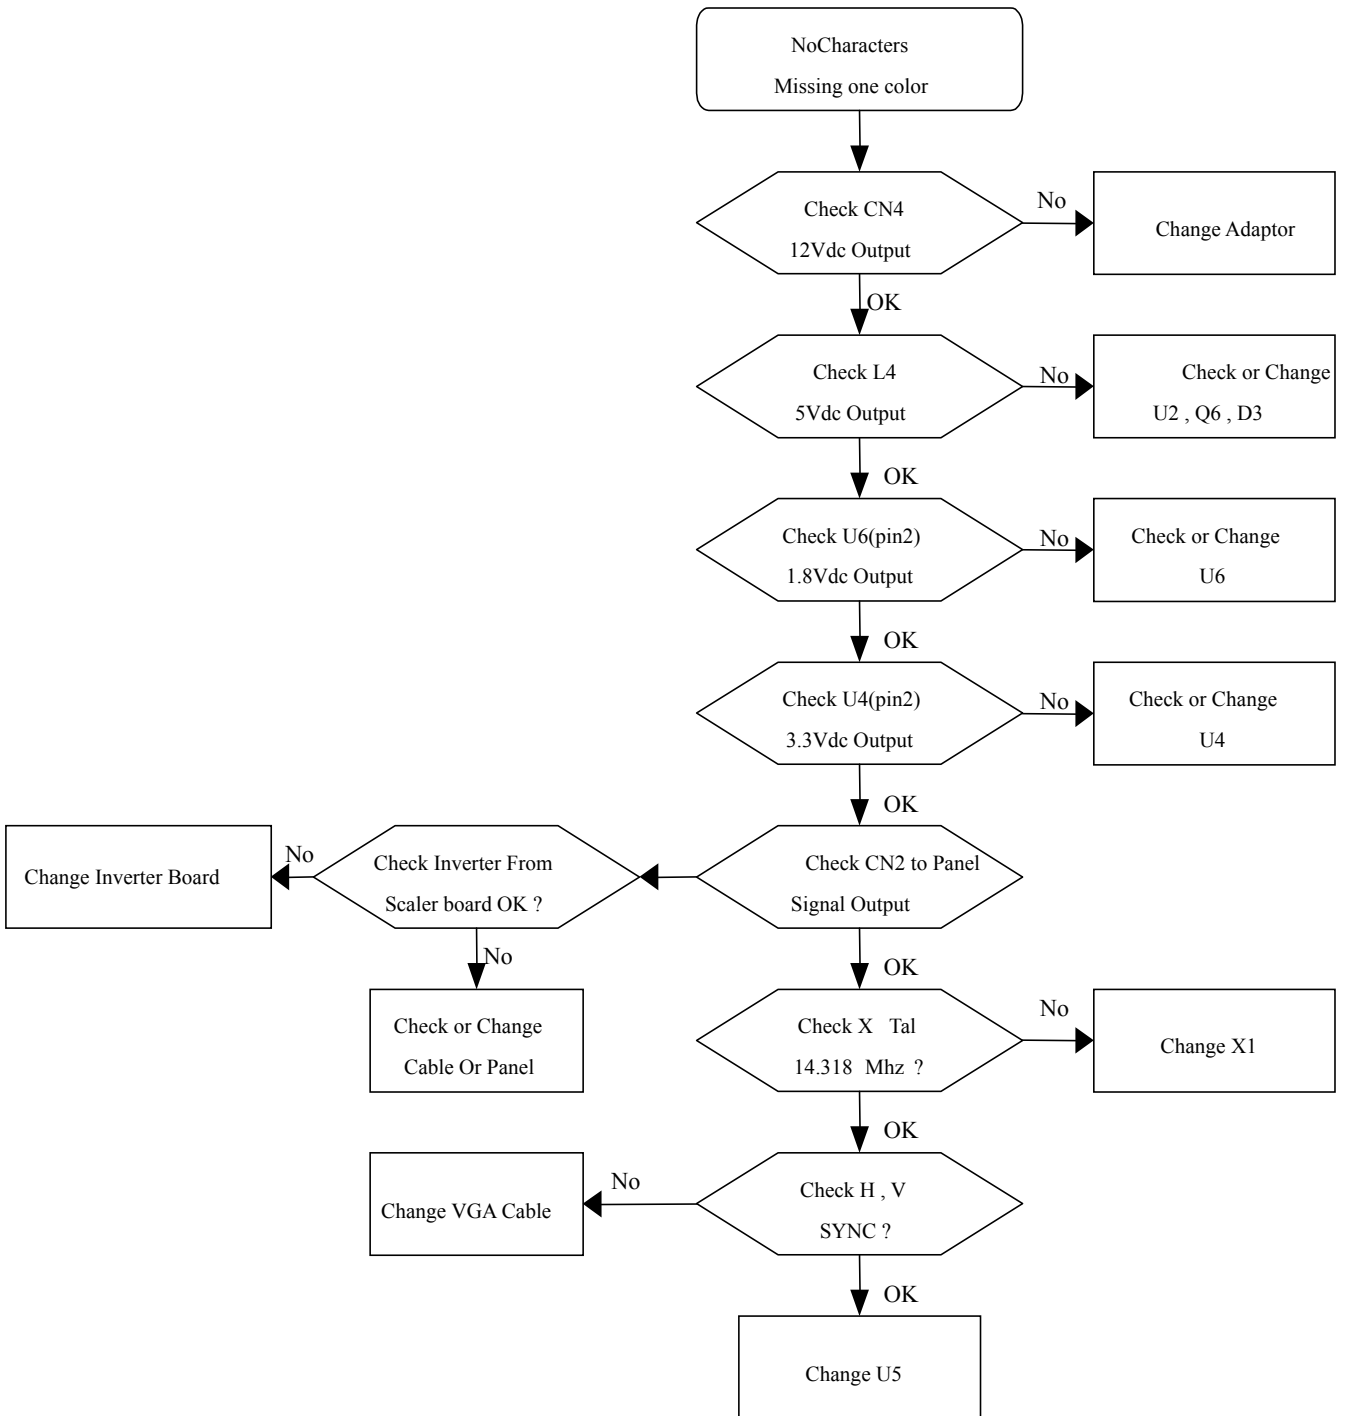 NoCharacters
Missing one color
Check CN4
12Vdc Output
No
Change Adaptor
OK
Check L4
5Vdc Output
No
Check or Change
U2 , Q6 , D3
OK
Check U6(pin2)
1.8Vdc Output
No
Check or Change
U6
OK
Check U4(pin2)
3.3Vdc Output
No
Check or Change
U4
OK
Check CN2 to Panel
Signal Output
Check Inverter From
Scaler board OK ?
No
Change Inverter Board
No
Check or Change
Cable Or Panel
OK
Check X Tal
14.318 Mhz ?
No
Change X1
OK
Check H , V
SYNC ?
No
Change VGA Cable
OK
Change U5